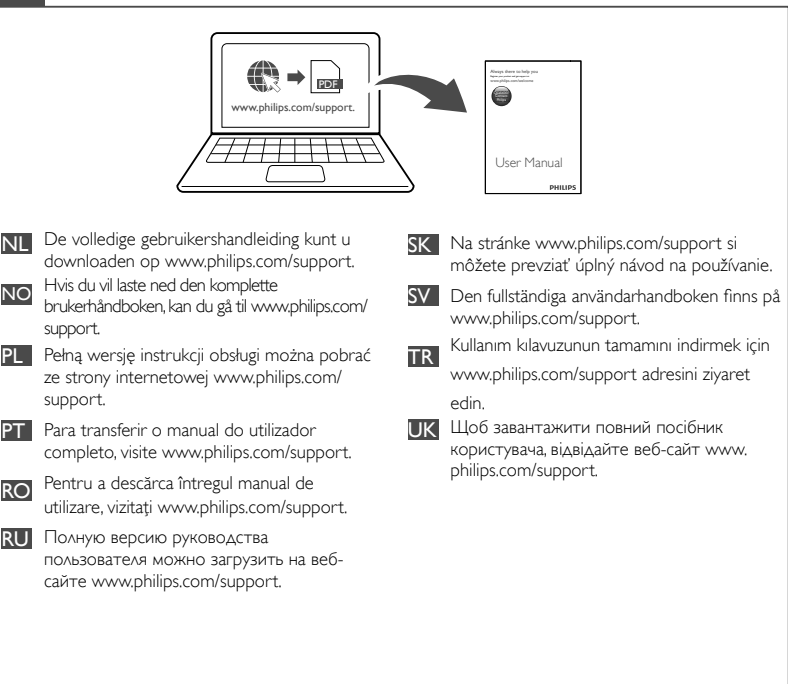 PDF
www.philips.com/support.
Always there to help you
www.philips.com/welcome
User Manual
PHILIPS
NL De volledige gebruikershandleiding kunt u
downloaden op www.philips.com/support.
NO Hvis du vil laste ned den komplette
brukerhåndboken, kan du gå til www.philips.com/
support.
PL Pełną wersję instrukcji obsługi można pobrać
ze strony internetowej www.philips.com/
support.
PT Para transferir o manual do utilizador
completo, visite www.philips.com/support.
RO Pentru a descărca întregul manual de
utilizare, vizitaţi www.philips.com/support.
RU Полную версию руководства
пользователя можно загрузить на веб-
сайте www.philips.com/support.
SK Na stránke www.philips.com/support si
môžete prevziať úplný návod na používanie.
SV Den fullständiga användarhandboken finns på
www.philips.com/support.
TR Kullanım kılavuzunun tamamını indirmek için
www.philips.com/support adresini ziyaret
edin.
UK Щоб завантажити повний посібник
користувача, відвідайте веб-сайт www.
philips.com/support.